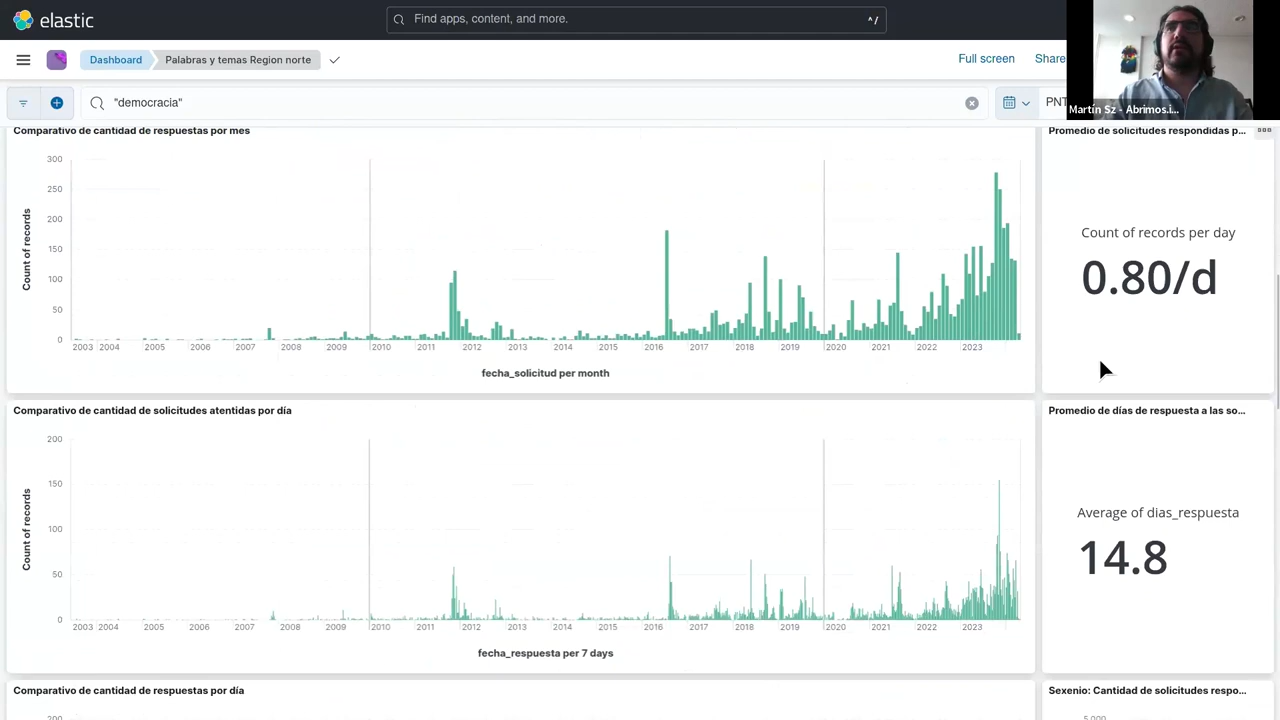 elastic
Find apps, content, and more.
^/
Dashboard
Palabras y temas Region norte
Full screen
Share
"democracia"
PNT
Martín Sz - Abrimos.i...
Comparativo de cantidad de respuestas por mes
Count of records
300
250
200
150
100
50
0
2003 2004 2005 2006 2007 2008 2009 2010 2011 2012 2013 2014 2015 2016 2017 2018 2019 2020 2021 2022 2023
fecha_solicitud per month
Promedio de solicitudes respondidas p...
Count of records per day
0.80/d
Comparativo de cantidad de solicitudes atentidas por día
Count of records
200
150
100
50
0
2003 2004 2005 2006 2007 2008 2009 2010 2011 2012 2013 2014 2015 2016 2017 2018 2019 2020 2021 2022 2023
fecha_respuesta per 7 days
Promedio de días de respuesta a las so...
Average of dias_respuesta
14.8
Comparativo de cantidad de respuestas por día
200
Sexenio: Cantidad de solicitudes respo...
5,000